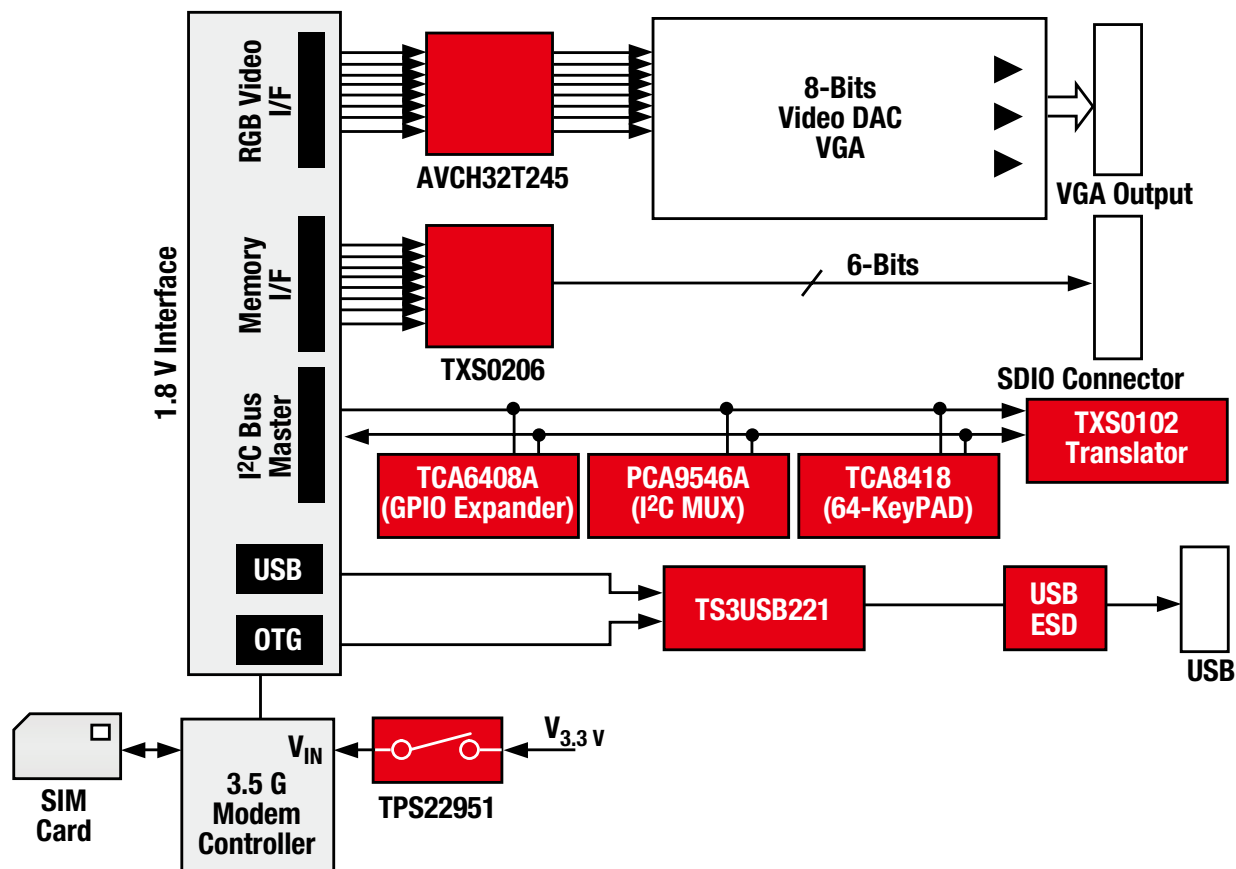 1.8 V Interface
RGB Video
I/F
AVCH32T245
8-Bits
Video DAC
VGA
VGA Output
Memory
I/F
TXS0206
6-Bits
SDIO Connector
I²C Bus
Master
TCA6408A
(GPIO Expander)
PCA9546A
(I²C MUX)
TCA8418
(64-KeyPAD)
TXS0102
Translator
USB
OTG
TS3USB221
USB
ESD
USB
SIM
Card
V_IN
3.5 G
Modem
Controller
TPS22951
V_3.3 V